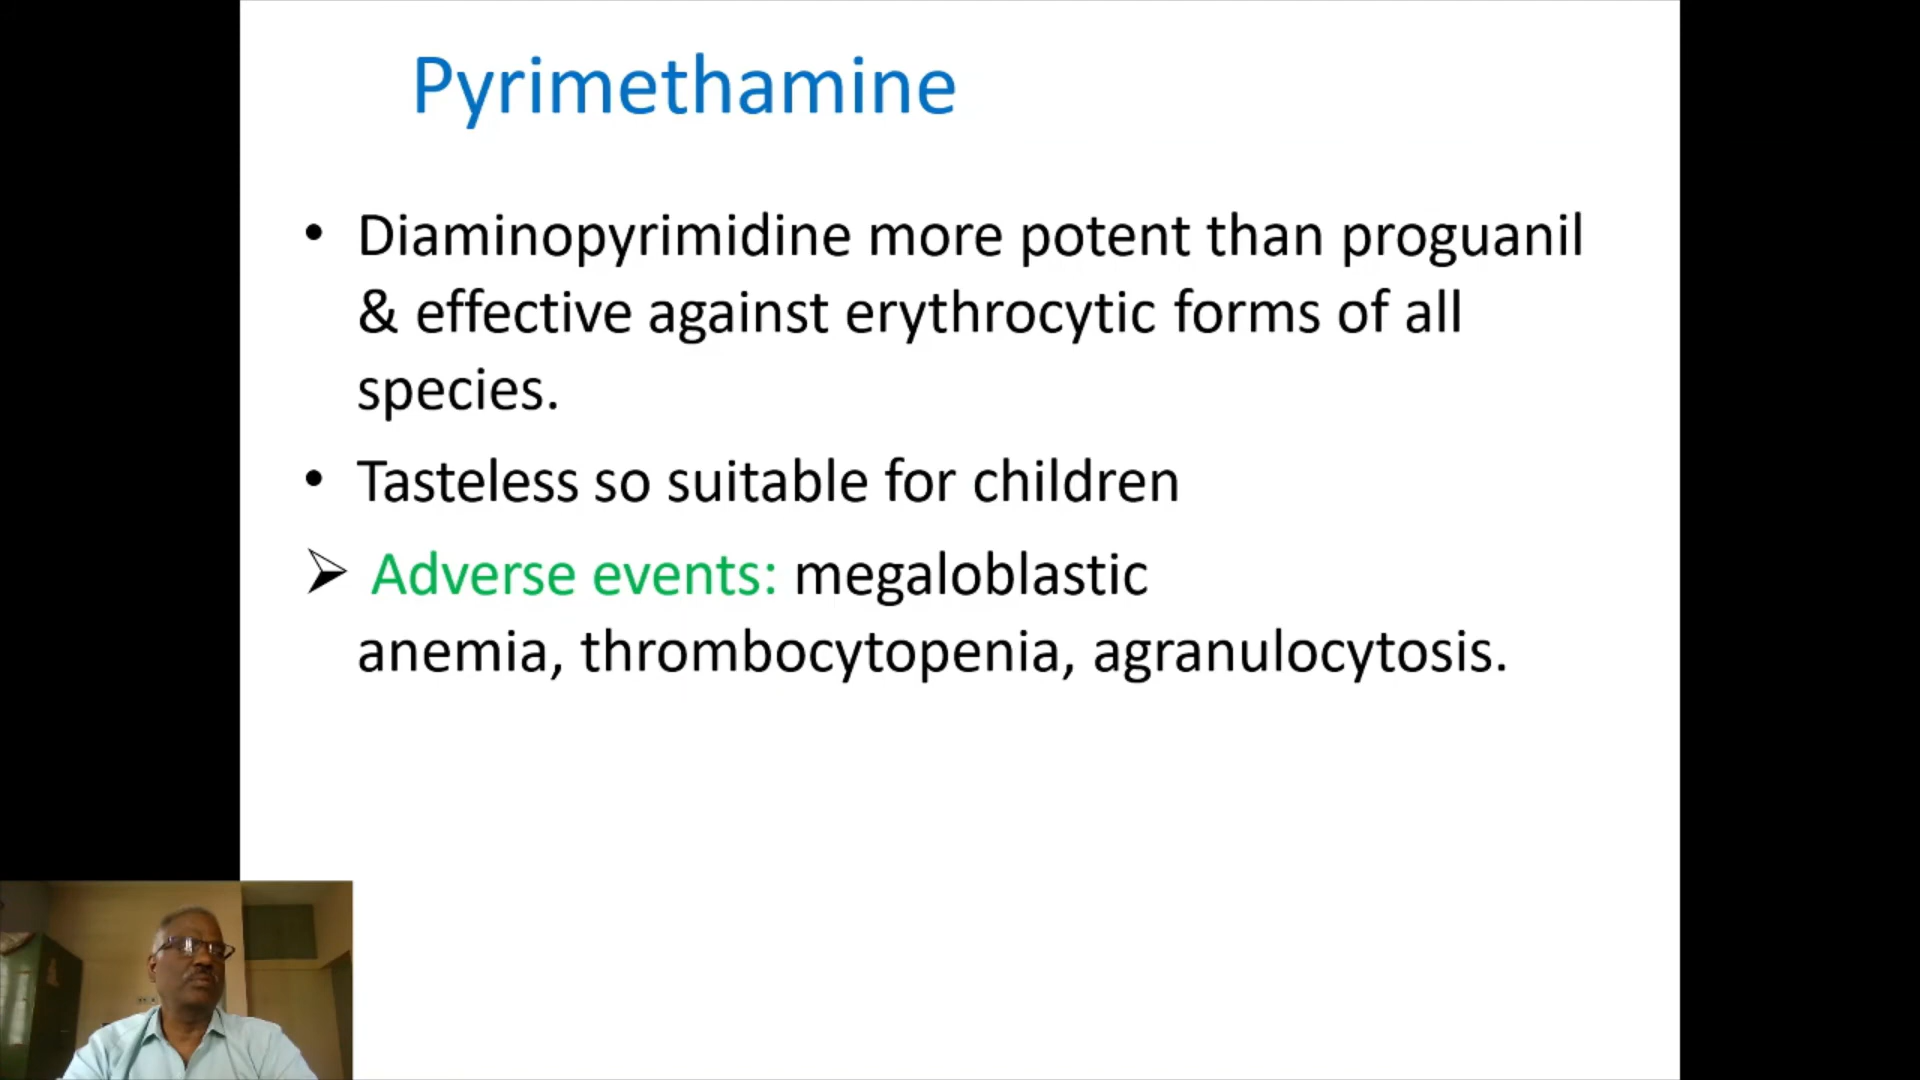 Pyrimethamine
• Diaminopyrimidine more potent than proguanil
& effective against erythrocytic forms of all
species.
• Tasteless so suitable for children
➢ Adverse events: megaloblastic
anemia, thrombocytopenia, agranulocytosis.